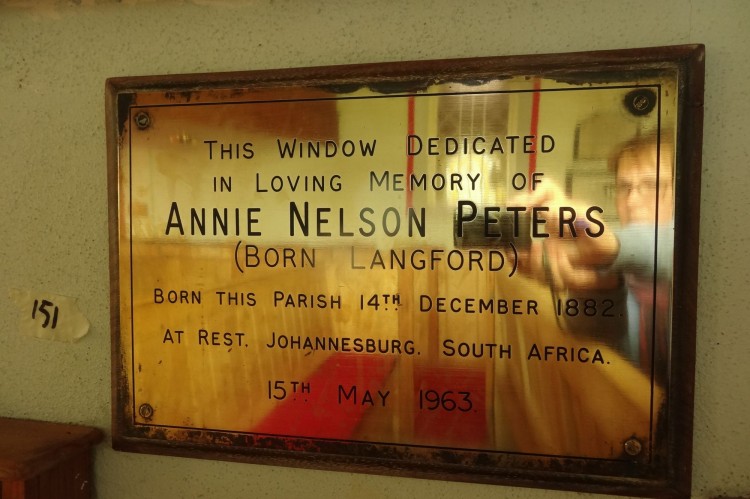 THIS WINDOW DEDICATED
IN LOVING MEMORY OF
ANNIE NELSON PETERS
(BORN LANGFORD)
BORN THIS PARISH 14TH DECEMBER 1882.
AT REST. JOHANNESBURG. SOUTH AFRICA.
15TH MAY 1963.
151